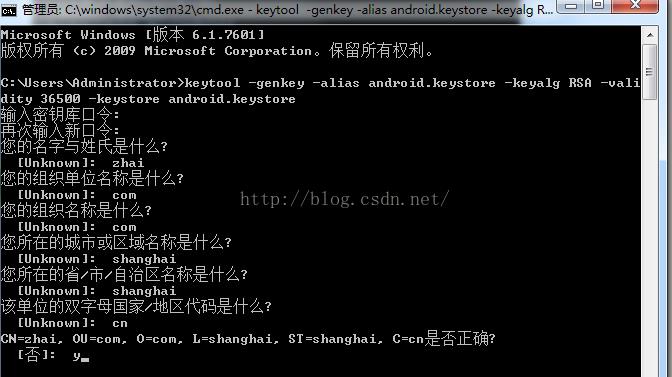 管理员: C:\windows\system32\cmd.exe - keytool  -genkey -alias android.keystore -keyalg R...
Microsoft Windows [版本 6.1.7601]
版权所有 (c) 2009 Microsoft Corporation。保留所有权利。
C:\Users\Administrator>keytool -genkey -alias android.keystore -keyalg RSA -vali
dity 36500 -keystore android.keystore
输入密钥库口令:
再次输入新口令:
您的名字与姓氏是什么?
  [Unknown]:  zhai
您的组织单位名称是什么?
  [Unknown]:  com
您的组织名称是什么?
  [Unknown]:  com
您所在的城市或区域名称是什么?
  [Unknown]:  shanghai
您所在的省/市/自治区名称是什么?
  [Unknown]:  shanghai
该单位的双字母国家/地区代码是什么?
  [Unknown]:  cn
CN=zhai, OU=com, O=com, L=shanghai, ST=shanghai, C=cn是否正确?
  [否]:  y
http://blog.csdn.net/